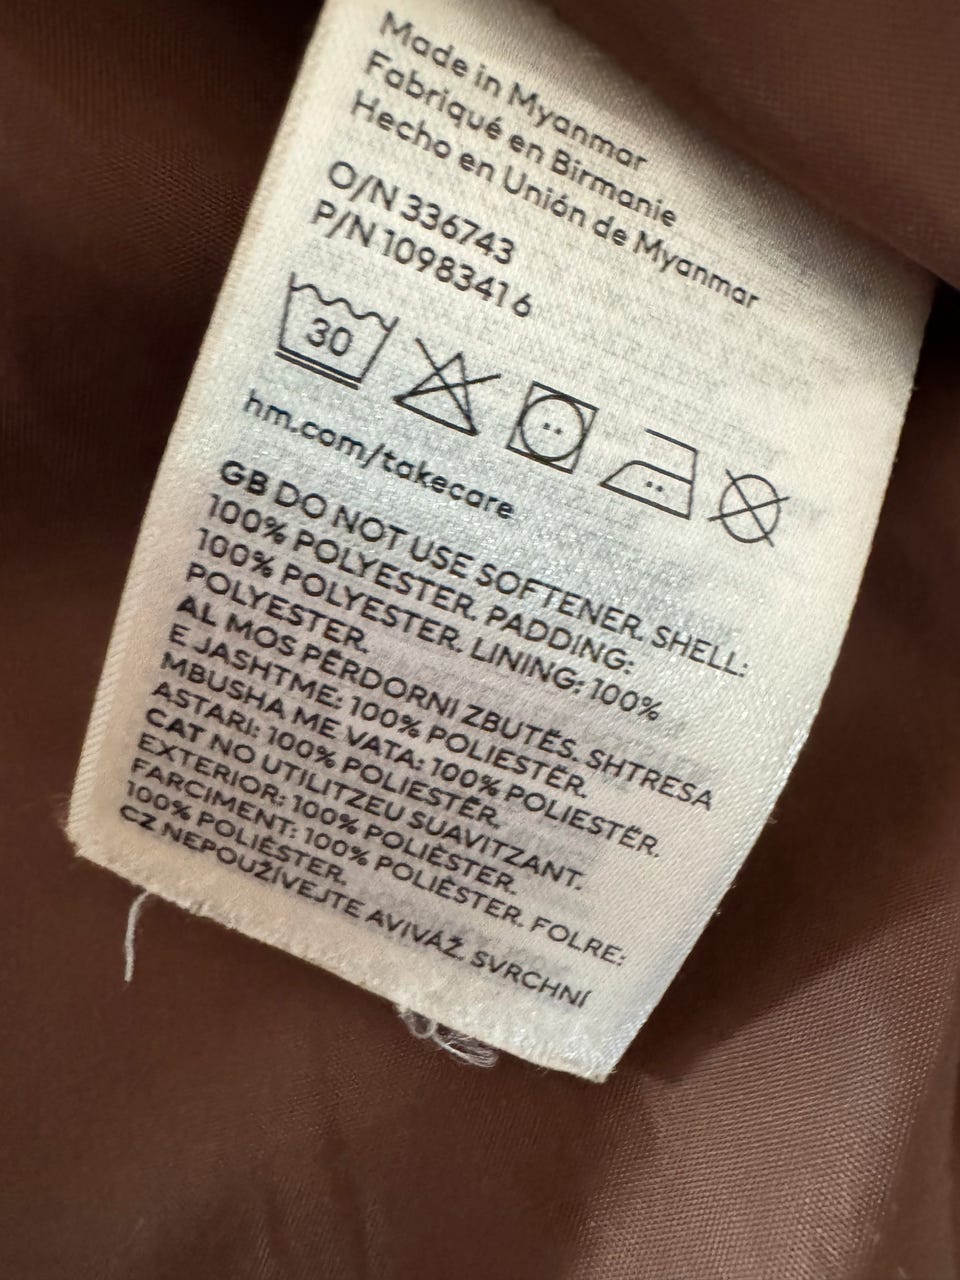 Made in Myanmar
Fabriqué en Birmanie
Hecho en Unión de Myanmar
O/N 336743
P/N 10983416
30
hm.com/takecare
GB DO NOT USE SOFTENER. SHELL:
100% POLYESTER. PADDING:
100% POLYESTER. LINING: 100%
POLYESTER.
AL MOS PËRDORNI ZBUTËS. SHTRESA
E JASHTME: 100% POLIESTËR.
MBUSHA ME VATA: 100% POLIESTËR.
ASTARI: 100% POLIESTËR.
CAT NO UTILITZEU SUAVITZANT.
EXTERIOR: 100% POLIÈSTER.
FARCIMENT: 100% POLIÈSTER. FOLRE:
100% POLIÈSTER.
CZ NEPOUŽÍVEJTE AVIVÁŽ. SVRCHNÍ